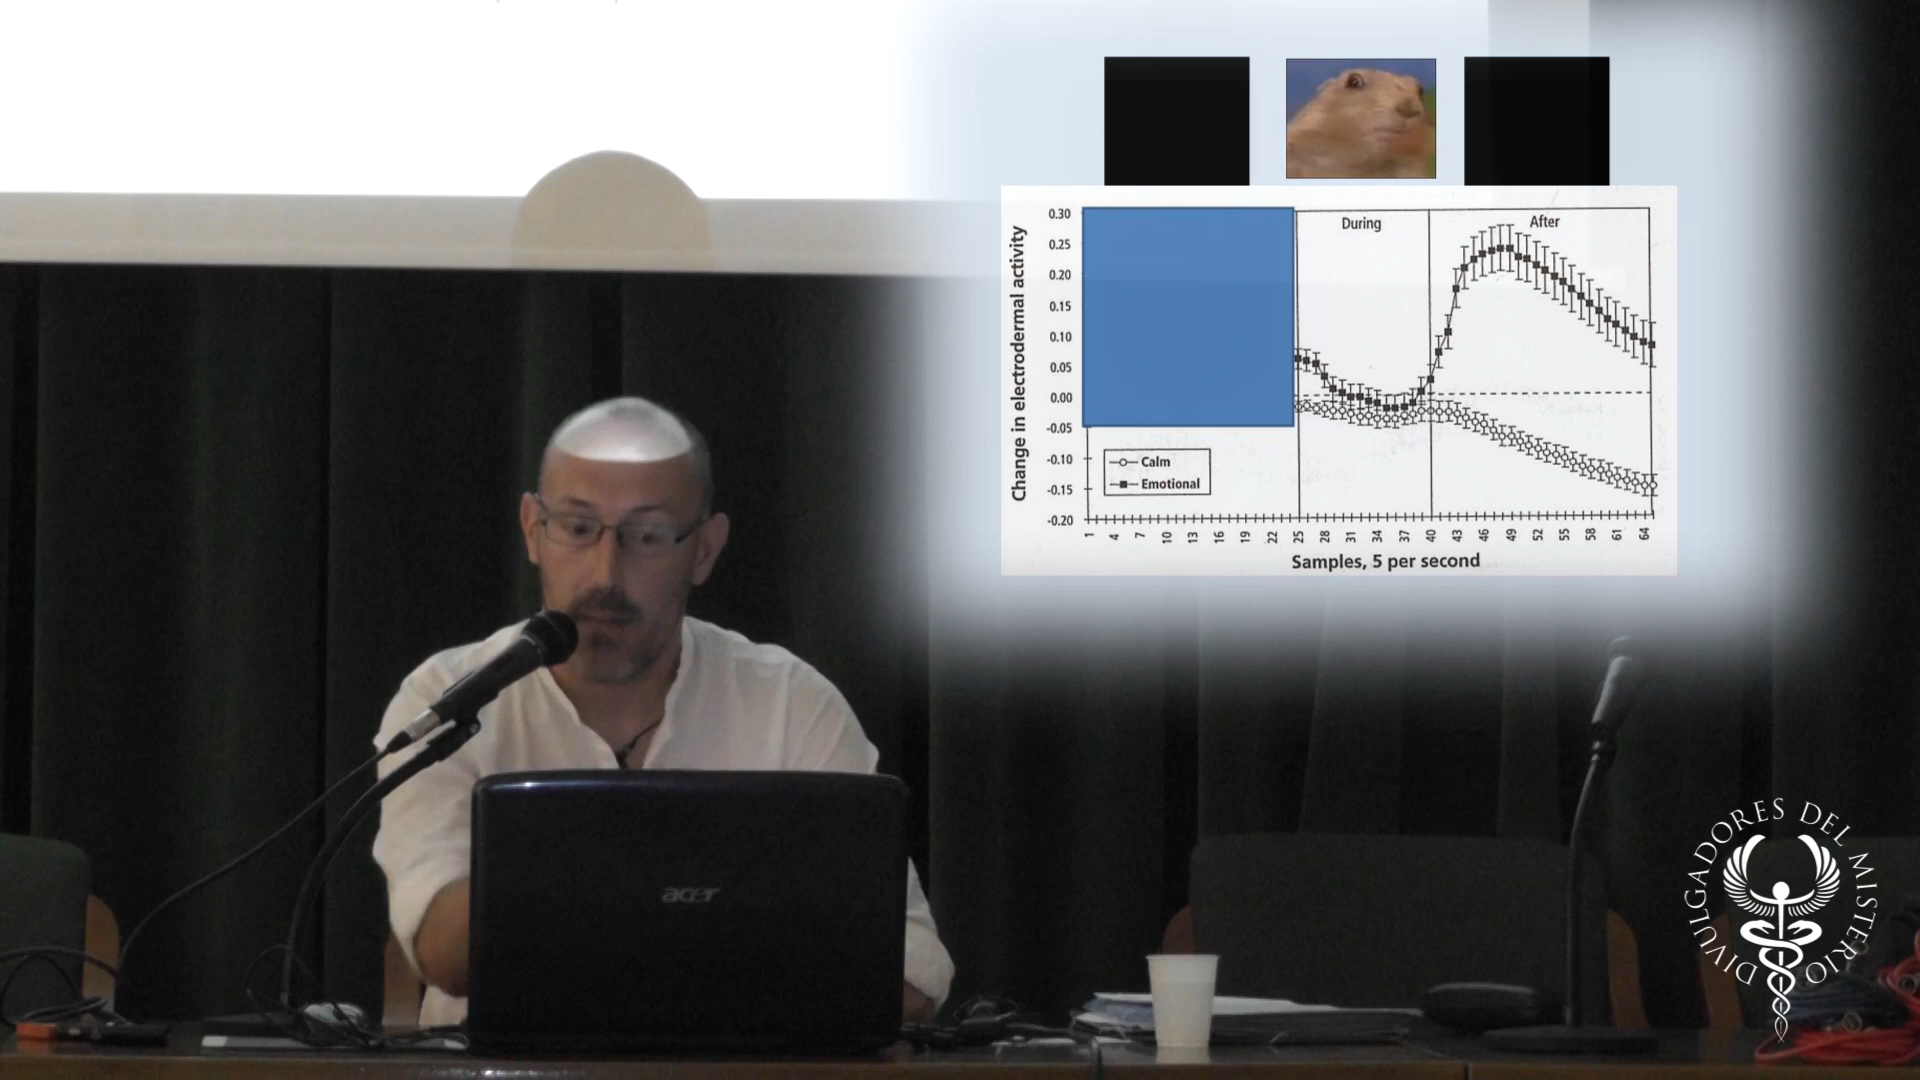 During
After
0.30
0.25
0.20
0.15
0.10
0.05
0.00
-0.05
-0.10
-0.15
-0.20
Change in electrodermal activity
Calm
Emotional
1 4 7 10 13 16 19 22 25 28 31 34 37 40 43 46 49 52 55 58 61 64
Samples, 5 per second
acer
DIVULGADORES DEL MISTERIO